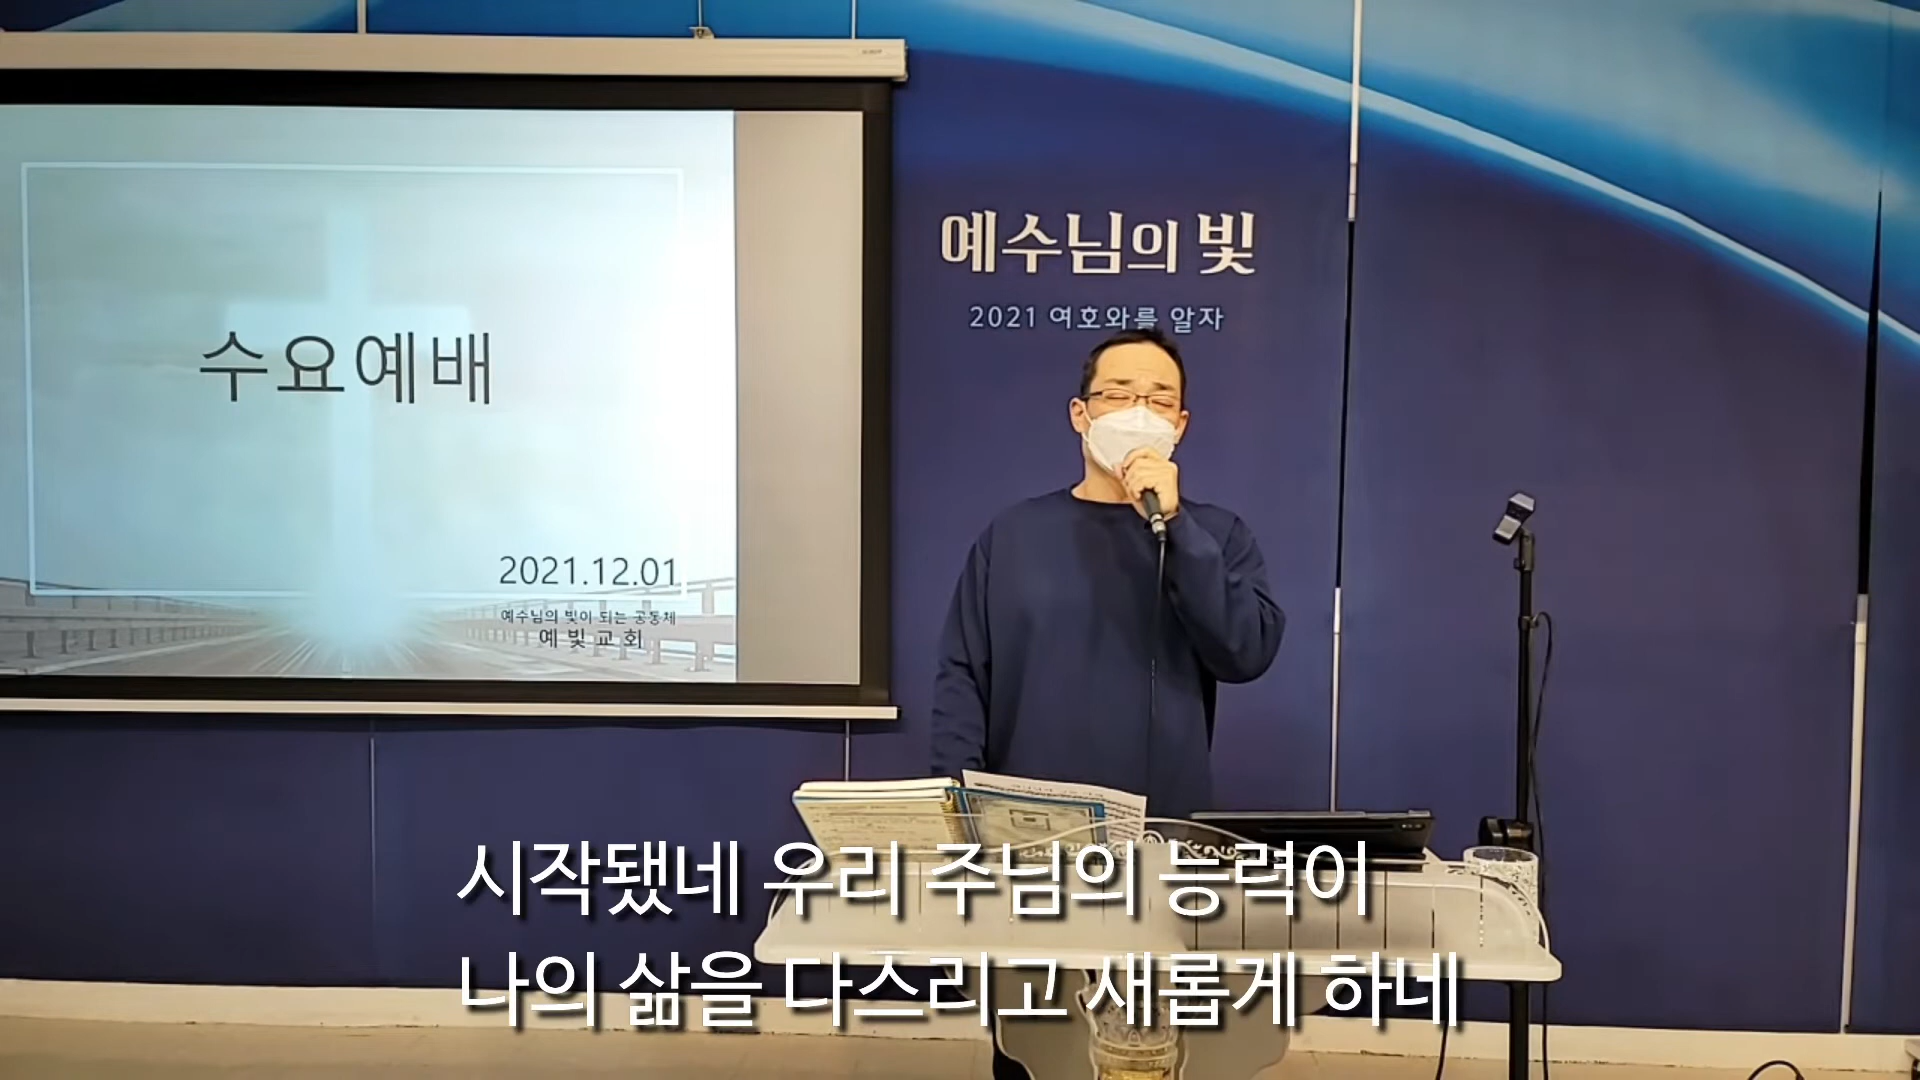 수요예배
2021.12.01
예수님의 빛이 되는 공동체
예빛교회
예수님의 빛
2021 여호와를 알자
시작됐네 우리 주님의 능력이
나의 삶을 다스리고 새롭게 하네